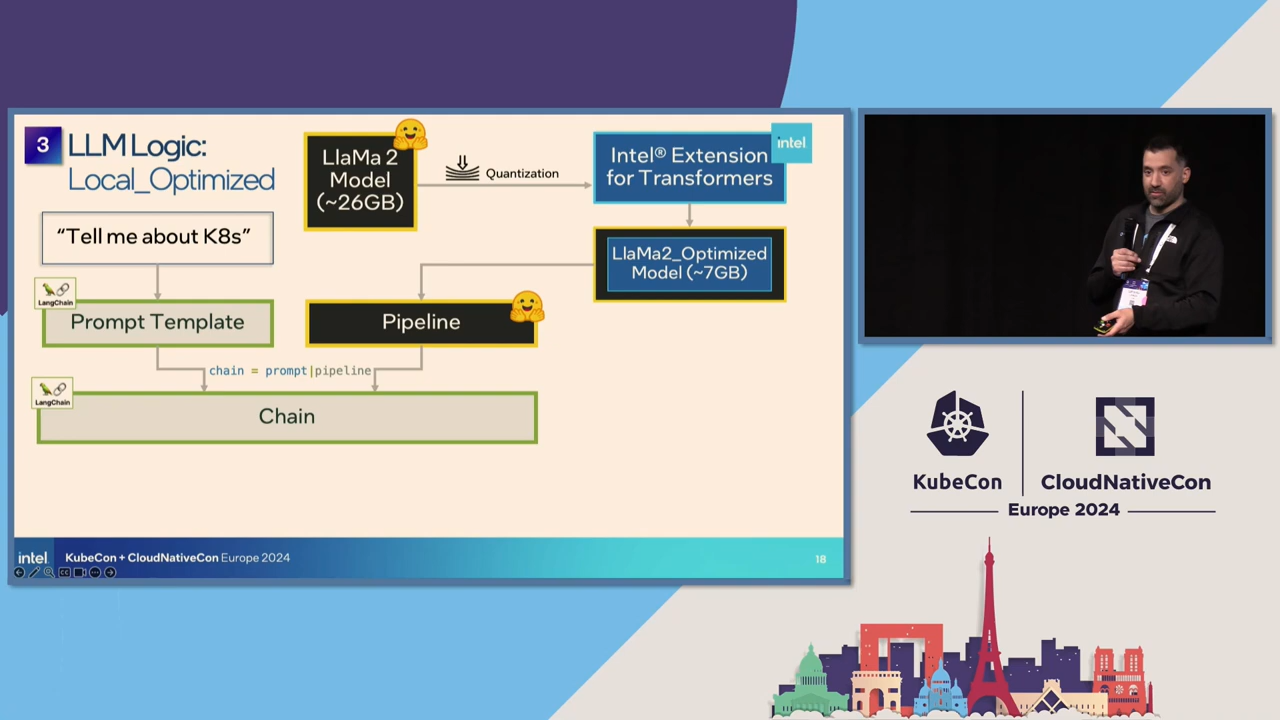 3
LLM Logic:
Local_Optimized
LlaMa 2
Model
(~26GB)
Quantization
intel
Intel® Extension
for Transformers
"Tell me about K8s"
LlaMa2_Optimized
Model (~7GB)
LangChain
Prompt Template
Pipeline
chain = prompt|pipeline
LangChain
Chain
intel
KubeCon + CloudNativeCon Europe 2024
18
KubeCon
CloudNativeCon
Europe 2024